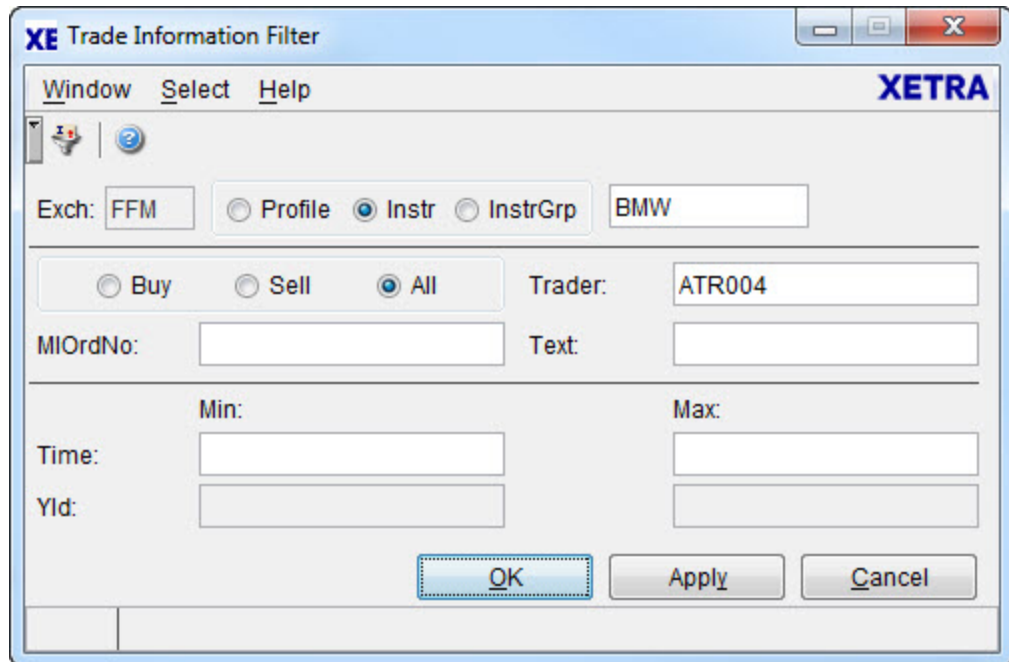 XE Trade Information Filter
Window Select Help XETRA
Exch: FFM Profile Instr InstrGrp BMW
Buy Sell All Trader: ATR004
MIOrdNo: Text:
Min: Max:
Time:
Yld:
OK Apply Cancel